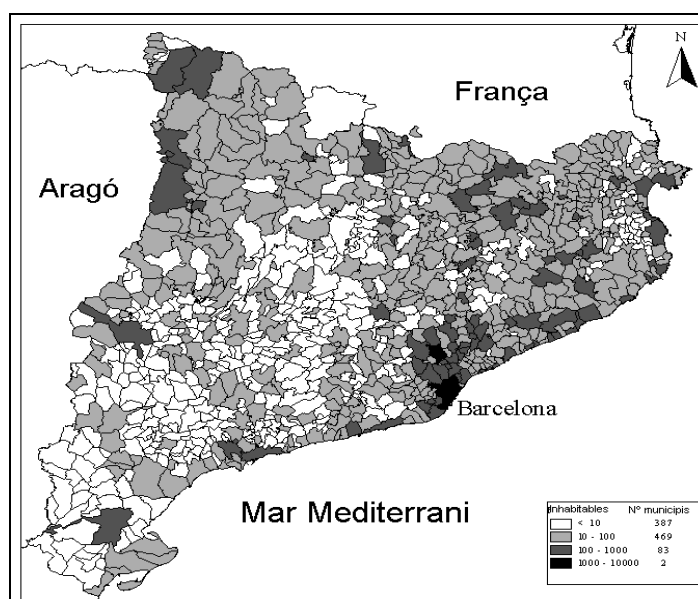 N
França
Aragó
Barcelona
Mar Mediterrani
Inhabitables Nº municipis
< 10 387
10 - 100 469
100 - 1000 83
1000 - 10000 2